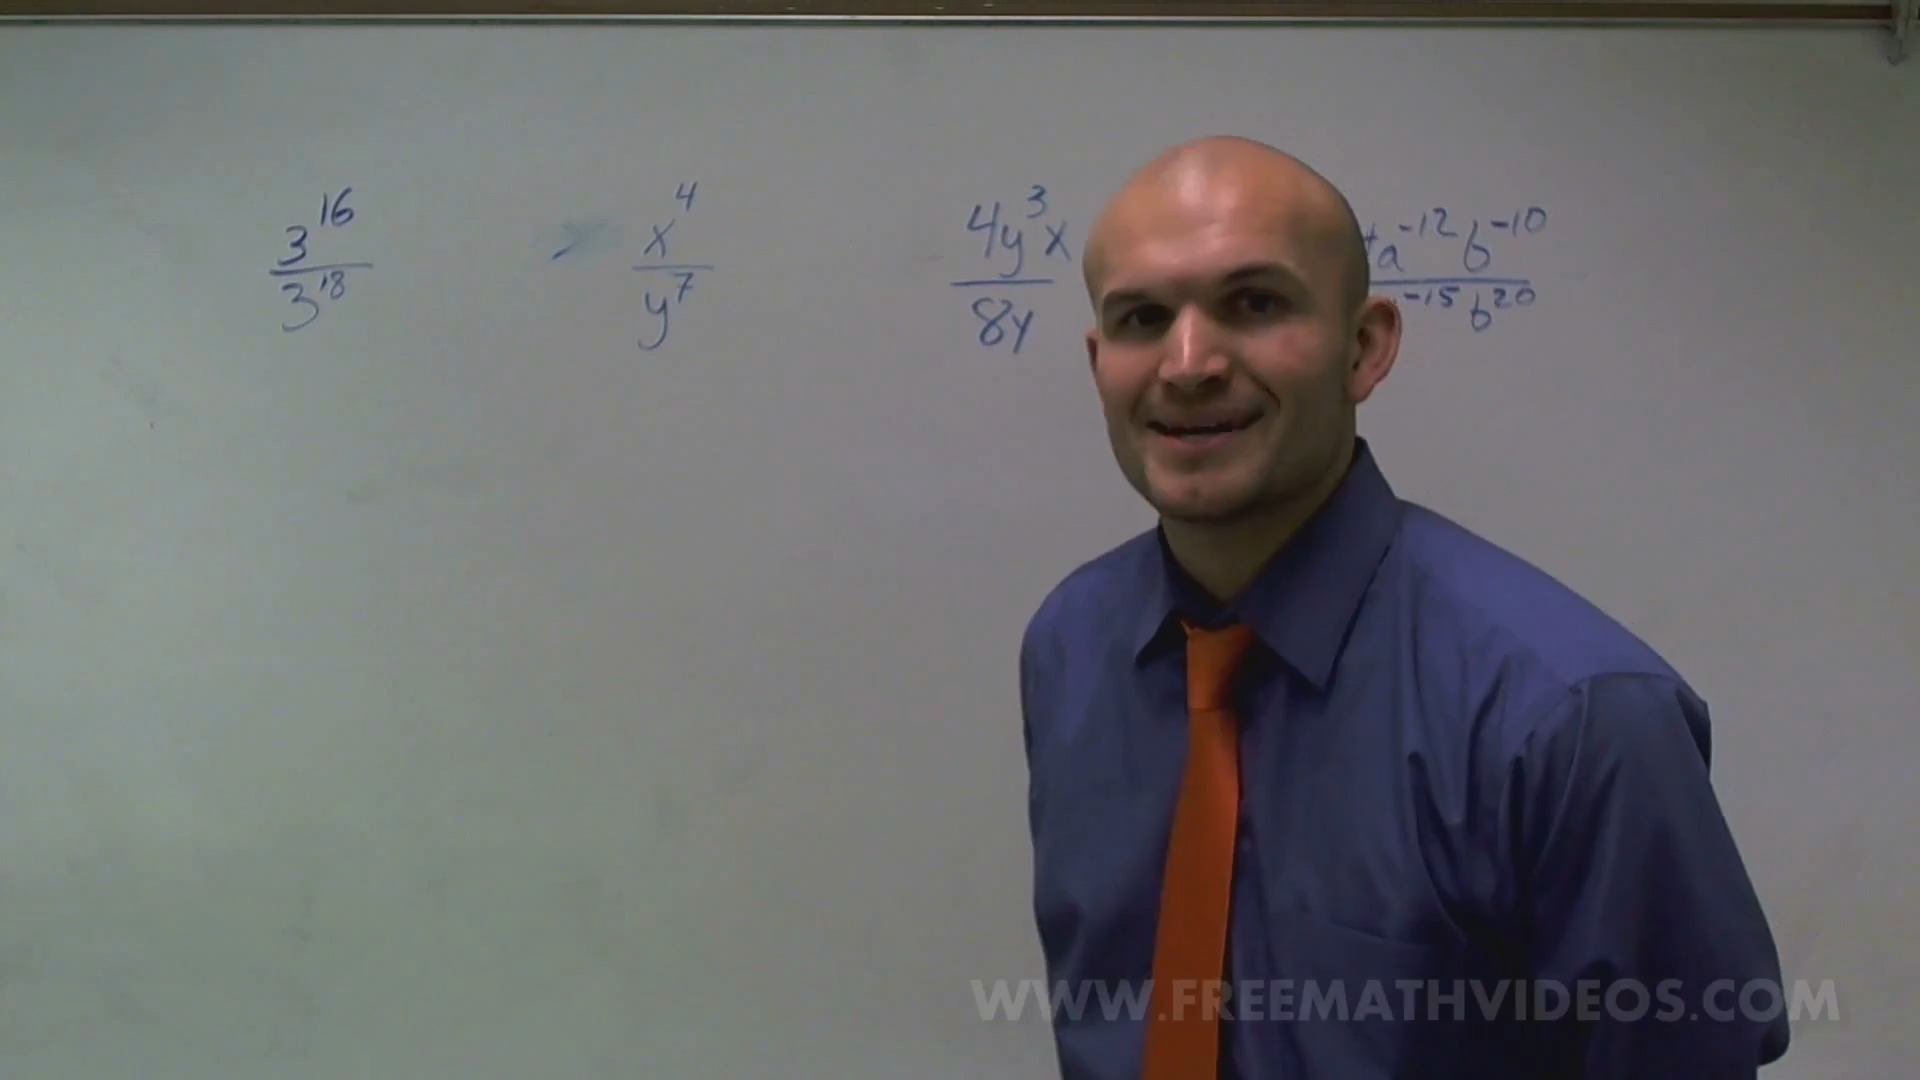 3^16 / 3^18
x^4 / y^7
4y^3x / 8y
a^-12 b^-10 / ^-15 b^20
WWW.FREEMATHVIDEOS.COM